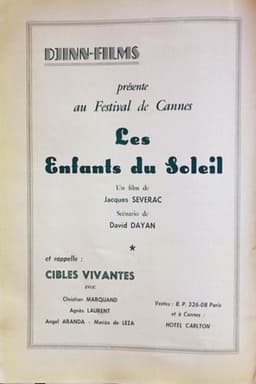 DJINN-FILMS
présente
au Festival de Cannes
Les
Enfants du Soleil
Un film de
Jacques SEVERAC
Scénario de
David DAYAN
*
et rappelle :
CIBLES VIVANTES
avec
Christian MARQUAND
Agnès LAURENT
Angel ARANDA - Mariza de LEZA
Ventes : B. P. 326-08 Paris
et à Cannes :
HOTEL CARLTON